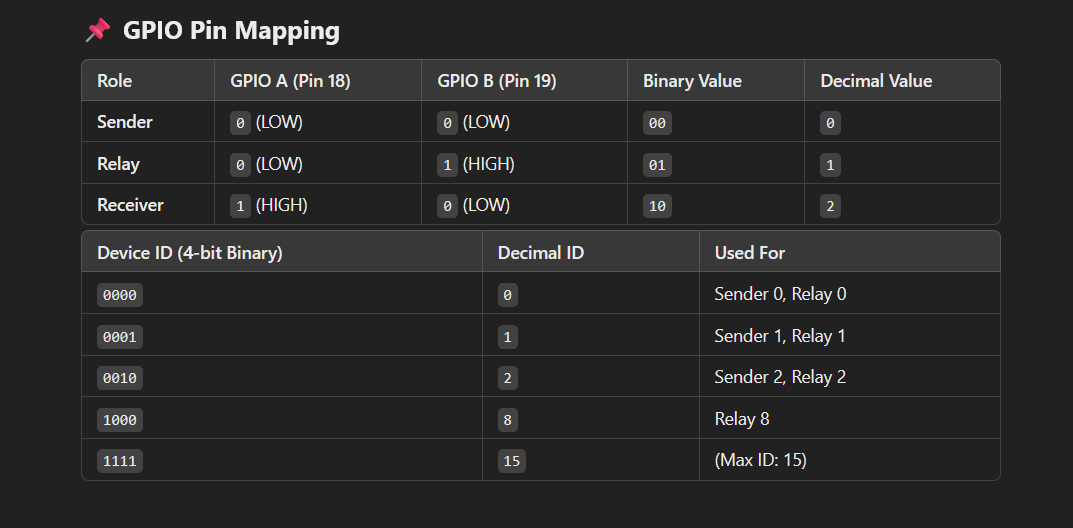 📌 GPIO Pin Mapping
Role GPIO A (Pin 18) GPIO B (Pin 19) Binary Value Decimal Value
Sender 0 (LOW) 0 (LOW) 00 0
Relay 0 (LOW) 1 (HIGH) 01 1
Receiver 1 (HIGH) 0 (LOW) 10 2
Device ID (4-bit Binary) Decimal ID Used For
0000 0 Sender 0, Relay 0
0001 1 Sender 1, Relay 1
0010 2 Sender 2, Relay 2
1000 8 Relay 8
1111 15 (Max ID: 15)